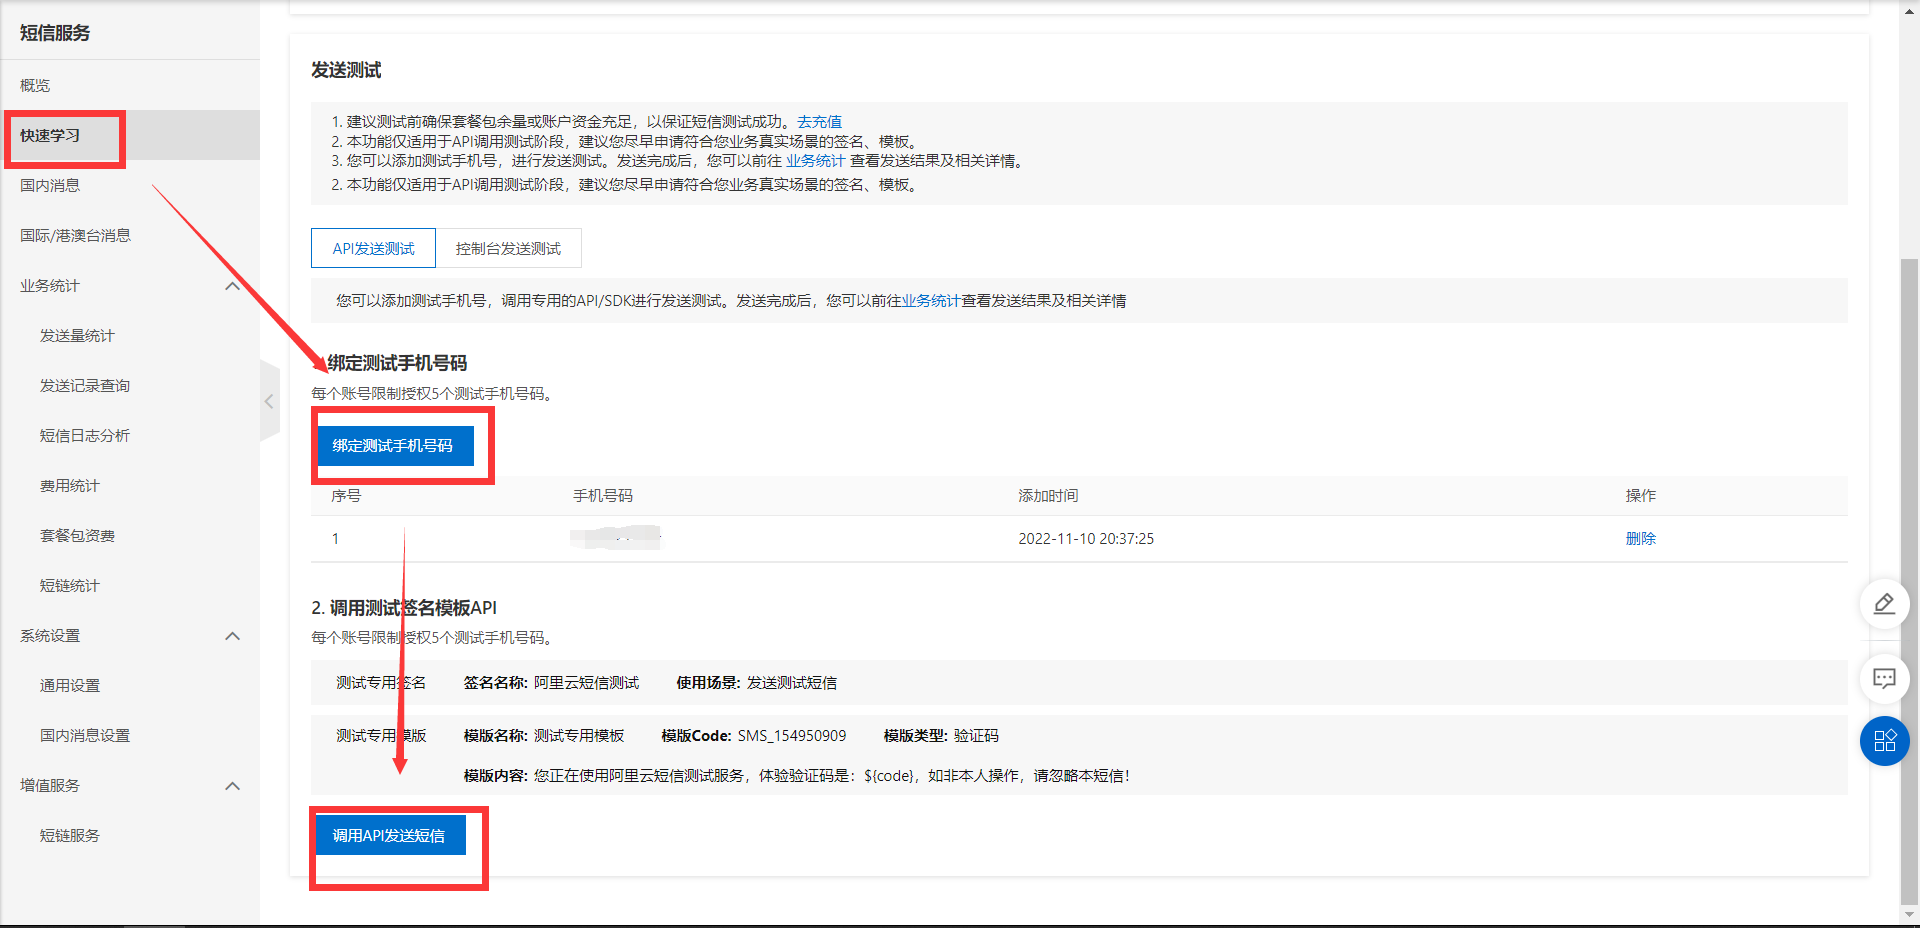 短信服务
概览
快速学习
国内消息
国际/港澳台消息
业务统计
发送量统计
发送记录查询
短信日志分析
费用统计
套餐包资费
短链统计
系统设置
通用设置
国内消息设置
增值服务
短链服务
发送测试
1. 建议测试前确保套餐包余量或账户资金充足，以保证短信测试成功。去充值
2. 本功能仅适用于API调用测试阶段，建议您尽早申请符合您业务真实场景的签名、模板。
3. 您可以添加测试手机号，进行发送测试。发送完成后，您可以前往 业务统计 查看发送结果及相关详情。
2. 本功能仅适用于API调用测试阶段，建议您尽早申请符合您业务真实场景的签名、模板。
API发送测试 控制台发送测试
您可以添加测试手机号，调用专用的API/SDK进行发送测试。发送完成后，您可以前往业务统计查看发送结果及相关详情
绑定测试手机号码
每个账号限制授权5个测试手机号码。
绑定测试手机号码
序号 手机号码 添加时间 操作
1 2022-11-10 20:37:25 删除
2. 调用测试签名模板API
每个账号限制授权5个测试手机号码。
测试专用签名 签名名称: 阿里云短信测试 使用场景: 发送测试短信
测试专用模版 模版名称: 测试专用模板 模版Code: SMS_154950909 模版类型: 验证码
模版内容: 您正在使用阿里云短信测试服务，体验验证码是：${code}，如非本人操作，请忽略本短信！
调用API发送短信